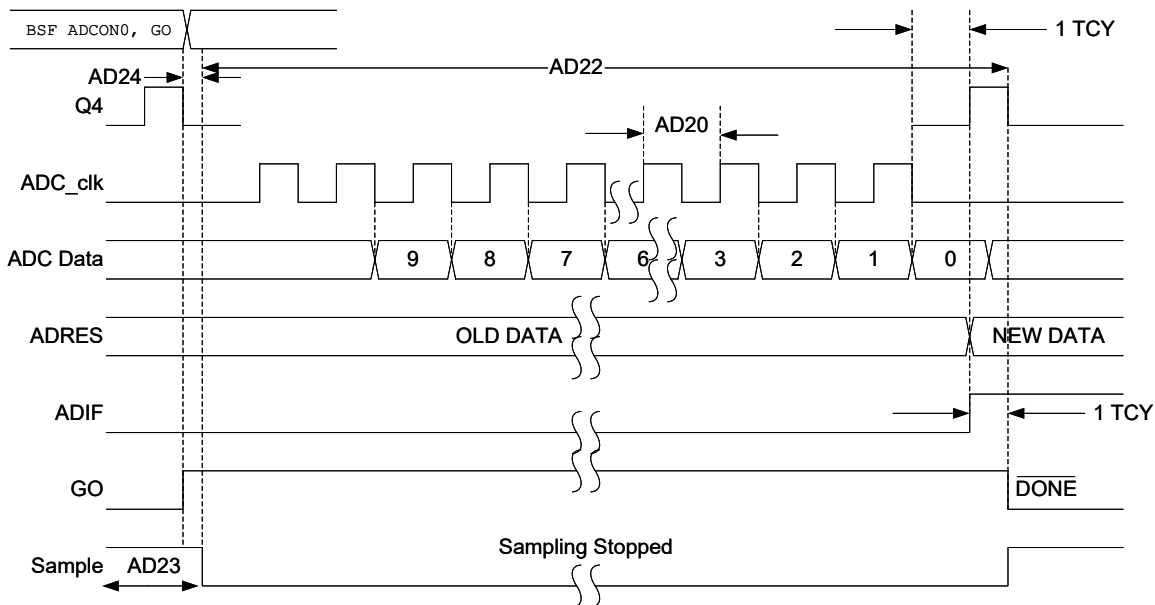 BSF ADCON0, GO
1 TCY
AD24
AD22
Q4
AD20
ADC_clk
ADC Data 9 8 7 6 3 2 1 0
ADRES OLD DATA NEW DATA
ADIF 1 TCY
GO DONE
Sampling Stopped
Sample AD23